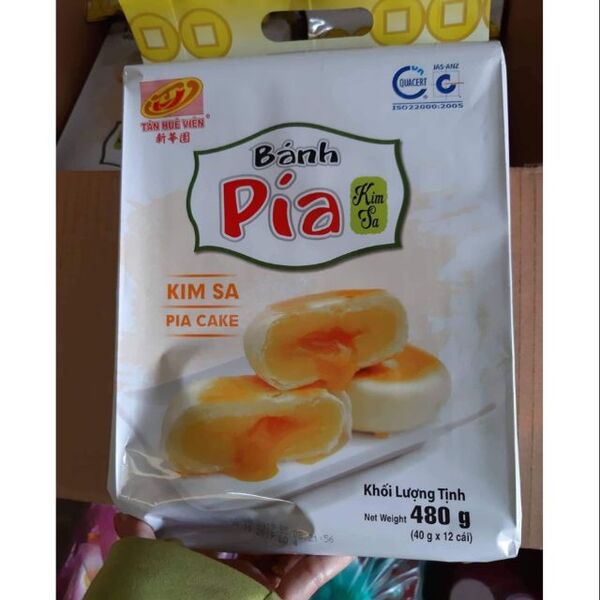 JAS-ANZ
QUACERT
ISO22000:2005
TÂN HUÊ VIÊN®
新華園
Bánh
Pía
Kim
Sa
KIM SA
PIA CAKE
Khối Lượng Tịnh
Net Weight 480 g
(40 g x 12 cái)